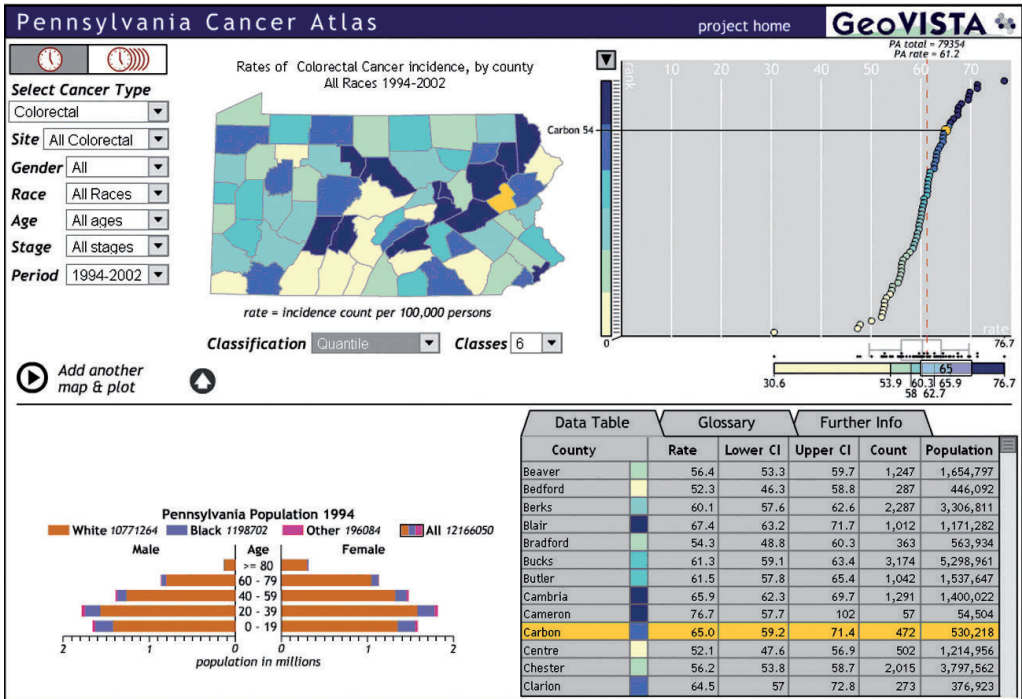 Pennsylvania Cancer Atlas
project home
GeoVISTA
PA total = 79354
PA rate = 61.2
Select Cancer Type
Colorectal
Site All Colorectal
Gender All
Race All Races
Age All ages
Stage All stages
Period 1994-2002
Rates of Colorectal Cancer incidence, by county
All Races 1994-2002
rate = incidence count per 100,000 persons
Classification Quantile Classes 6
rank 10 20 30 40 50 60 70
Carbon 54
rate
0 76.7
65
30.6 53.9 60.3 65.9 76.7
58 62.7
Add another
map & plot
Pennsylvania Population 1994
White 10771264 Black 1198702 Other 196084 All 12166050
Male Age Female
>= 80
60 - 79
40 - 59
20 - 39
0 - 19
2 1 0 0 1 2
population in millions
Data Table Glossary Further Info
County Rate Lower CI Upper CI Count Population
Beaver 56.4 53.3 59.7 1,247 1,654,797
Bedford 52.3 46.3 58.8 287 446,092
Berks 60.1 57.6 62.6 2,287 3,306,811
Blair 67.4 63.2 71.7 1,012 1,171,282
Bradford 54.3 48.8 60.3 363 563,934
Bucks 61.3 59.1 63.4 3,174 5,298,961
Butler 61.5 57.8 65.4 1,042 1,537,647
Cambria 65.9 62.3 69.7 1,291 1,400,022
Cameron 76.7 57.7 102 57 54,504
Carbon 65.0 59.2 71.4 472 530,218
Centre 52.1 47.6 56.9 502 1,214,956
Chester 56.2 53.8 58.7 2,015 3,797,562
Clarion 64.5 57 72.8 273 376,923